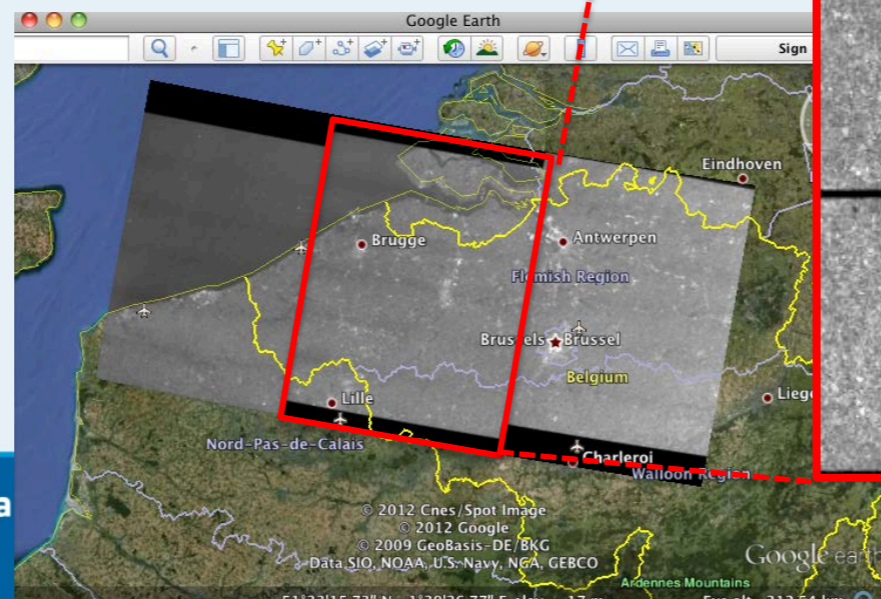 Google Earth
Sign
Eindhoven
Brugge
Antwerpen
Flemish Region
Brussels
Brussel
Belgium
Lille
Nord-Pas-de-Calais
Charleroi
Walloon Region
© 2012 Cnes/Spot Image
© 2012 Google
© 2009 GeoBasis-DE/BKG
Data SIO, NOAA, U.S. Navy, NGA, GEBCO
Google earth
Ardennes Mountains
a